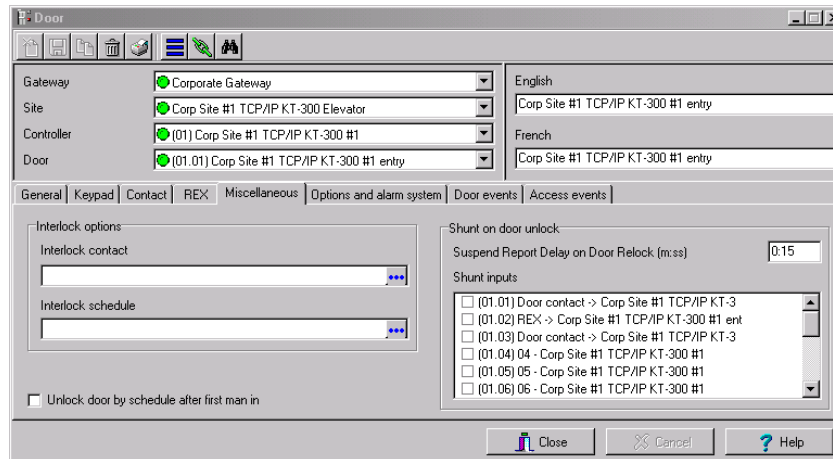 Door
Gateway
Corporate Gateway
Site
Corp Site #1 TCP/IP KT-300 Elevator
Controller
(01) Corp Site #1 TCP/IP KT-300 #1
Door
(01.01) Corp Site #1 TCP/IP KT-300 #1 entry
English
Corp Site #1 TCP/IP KT-300 #1 entry
French
Corp Site #1 TCP/IP KT-300 #1 entry
General Keypad Contact REX Miscellaneous Options and alarm system Door events Access events
Interlock options
Interlock contact
Interlock schedule
Unlock door by schedule after first man in
Shunt on door unlock
Suspend Report Delay on Door Relock (m:ss) 0:15
Shunt inputs
(01.01) Door contact -> Corp Site #1 TCP/IP KT-3
(01.02) REX -> Corp Site #1 TCP/IP KT-300 #1 ent
(01.03) Door contact -> Corp Site #1 TCP/IP KT-3
(01.04) 04 - Corp Site #1 TCP/IP KT-300 #1
(01.05) 05 - Corp Site #1 TCP/IP KT-300 #1
(01.06) 06 - Corp Site #1 TCP/IP KT-300 #1
Close Cancel Help